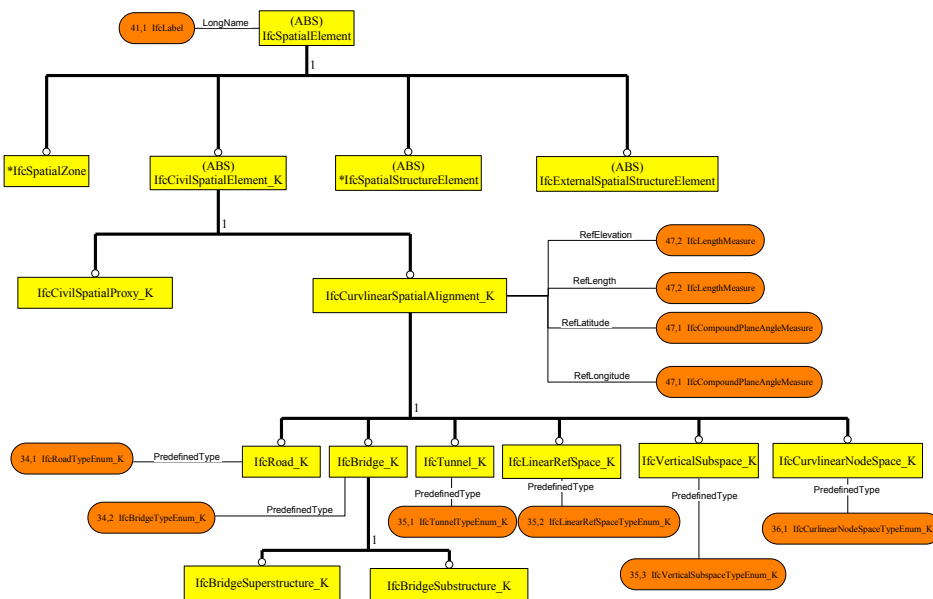 (ABS)
LongName
41,1 IfcLabel
IfcSpatialElement
1
(ABS)
(ABS)
(ABS)
*IfcSpatialZone
IfcCivilSpatialElement_K
*IfcSpatialStructureElement
IfcExternalSpatialStructureElement
1
RefElevation
47,2 IfcLengthMeasure
IfcCivilSpatialProxy_K
IfcCurvlinearSpatialAlignment_K
RefLength
47,2 IfcLengthMeasure
RefLatitude
47,1 IfcCompoundPlaneAngleMeasure
RefLongitude
47,1 IfcCompoundPlaneAngleMeasure
1
34,1 IfcRoadTypeEnum_K
PredefinedType
IfcRoad_K
IfcBridge_K
IfcTunnel_K
IfcLinearRefSpace_K
IfcVerticalSubspace_K
IfcCurvlinearNodeSpace_K
PredefinedType
PredefinedType
PredefinedType
PredefinedType
34,2 IfcBridgeTypeEnum_K
PredefinedType
35,1 IfcTunnelTypeEnum_K
35,2 IfcLinearRefSpaceTypeEnum_K
36,1 IfcCurlinearNodeSpaceTypeEnum_K
1
35,3 IfcVerticalSubspaceTypeEnum_K
IfcBridgeSuperstructure_K
IfcBridgeSubstructure_K